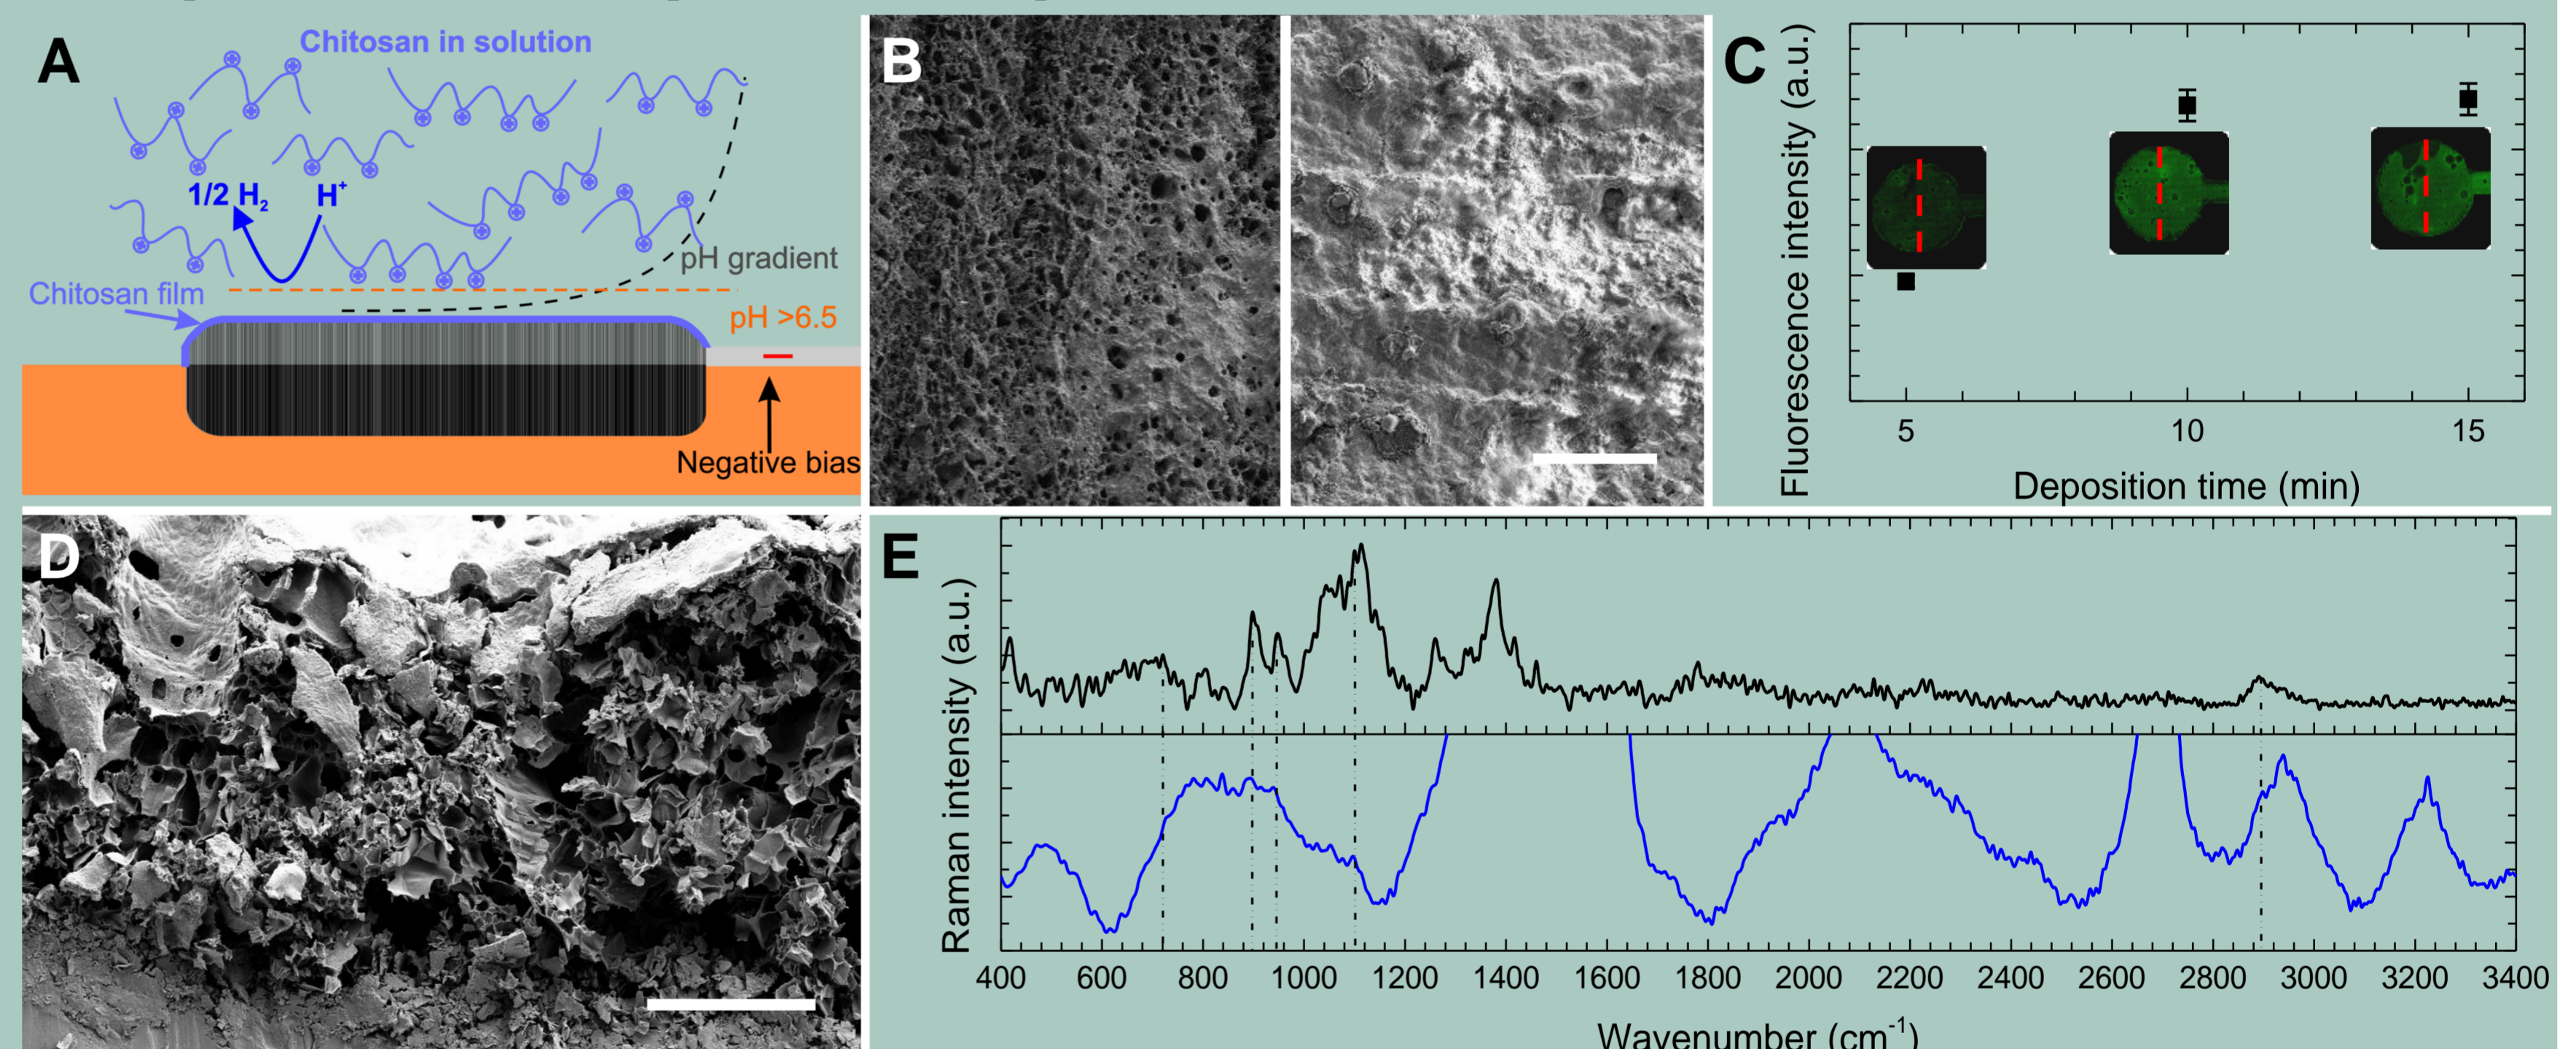 A
Chitosan in solution
1/2 H₂
H⁺
pH gradient
Chitosan film
pH >6.5
Negative bias
B
C
Fluorescence intensity (a.u.)
5
10
15
Deposition time (min)
D
E
Raman intensity (a.u.)
400 600 800 1000 1200 1400 1600 1800 2000 2200 2400 2600 2800 3000 3200 3400
Wavenumber (cm⁻¹)